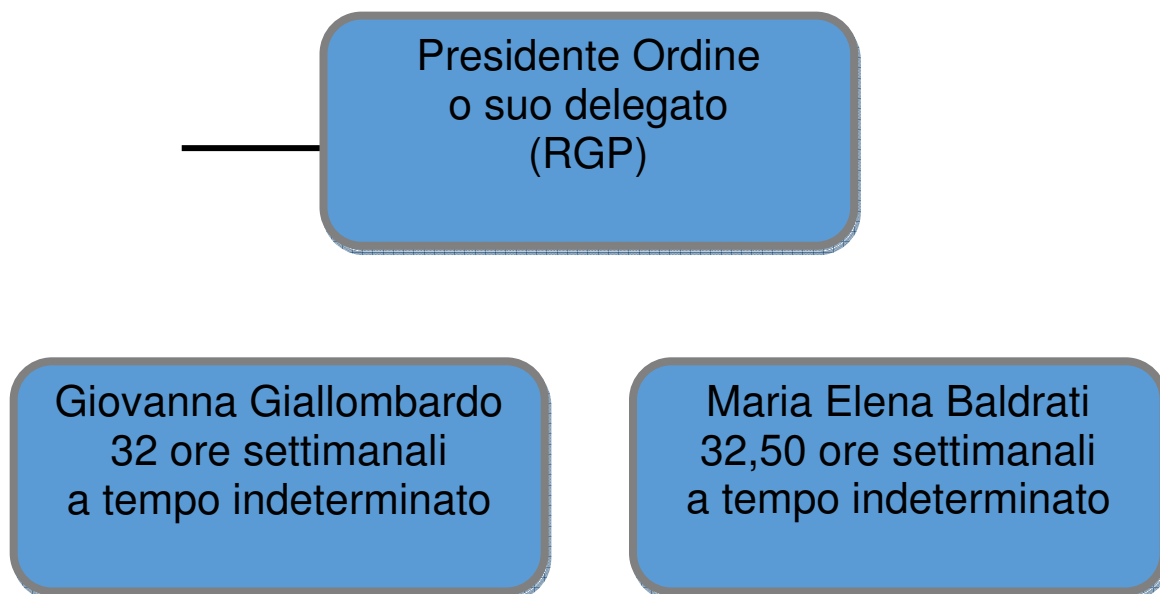 Presidente Ordine
o suo delegato
(RGP)
Giovanna Giallombardo
32 ore settimanali
a tempo indeterminato
Maria Elena Baldrati
32,50 ore settimanali
a tempo indeterminato